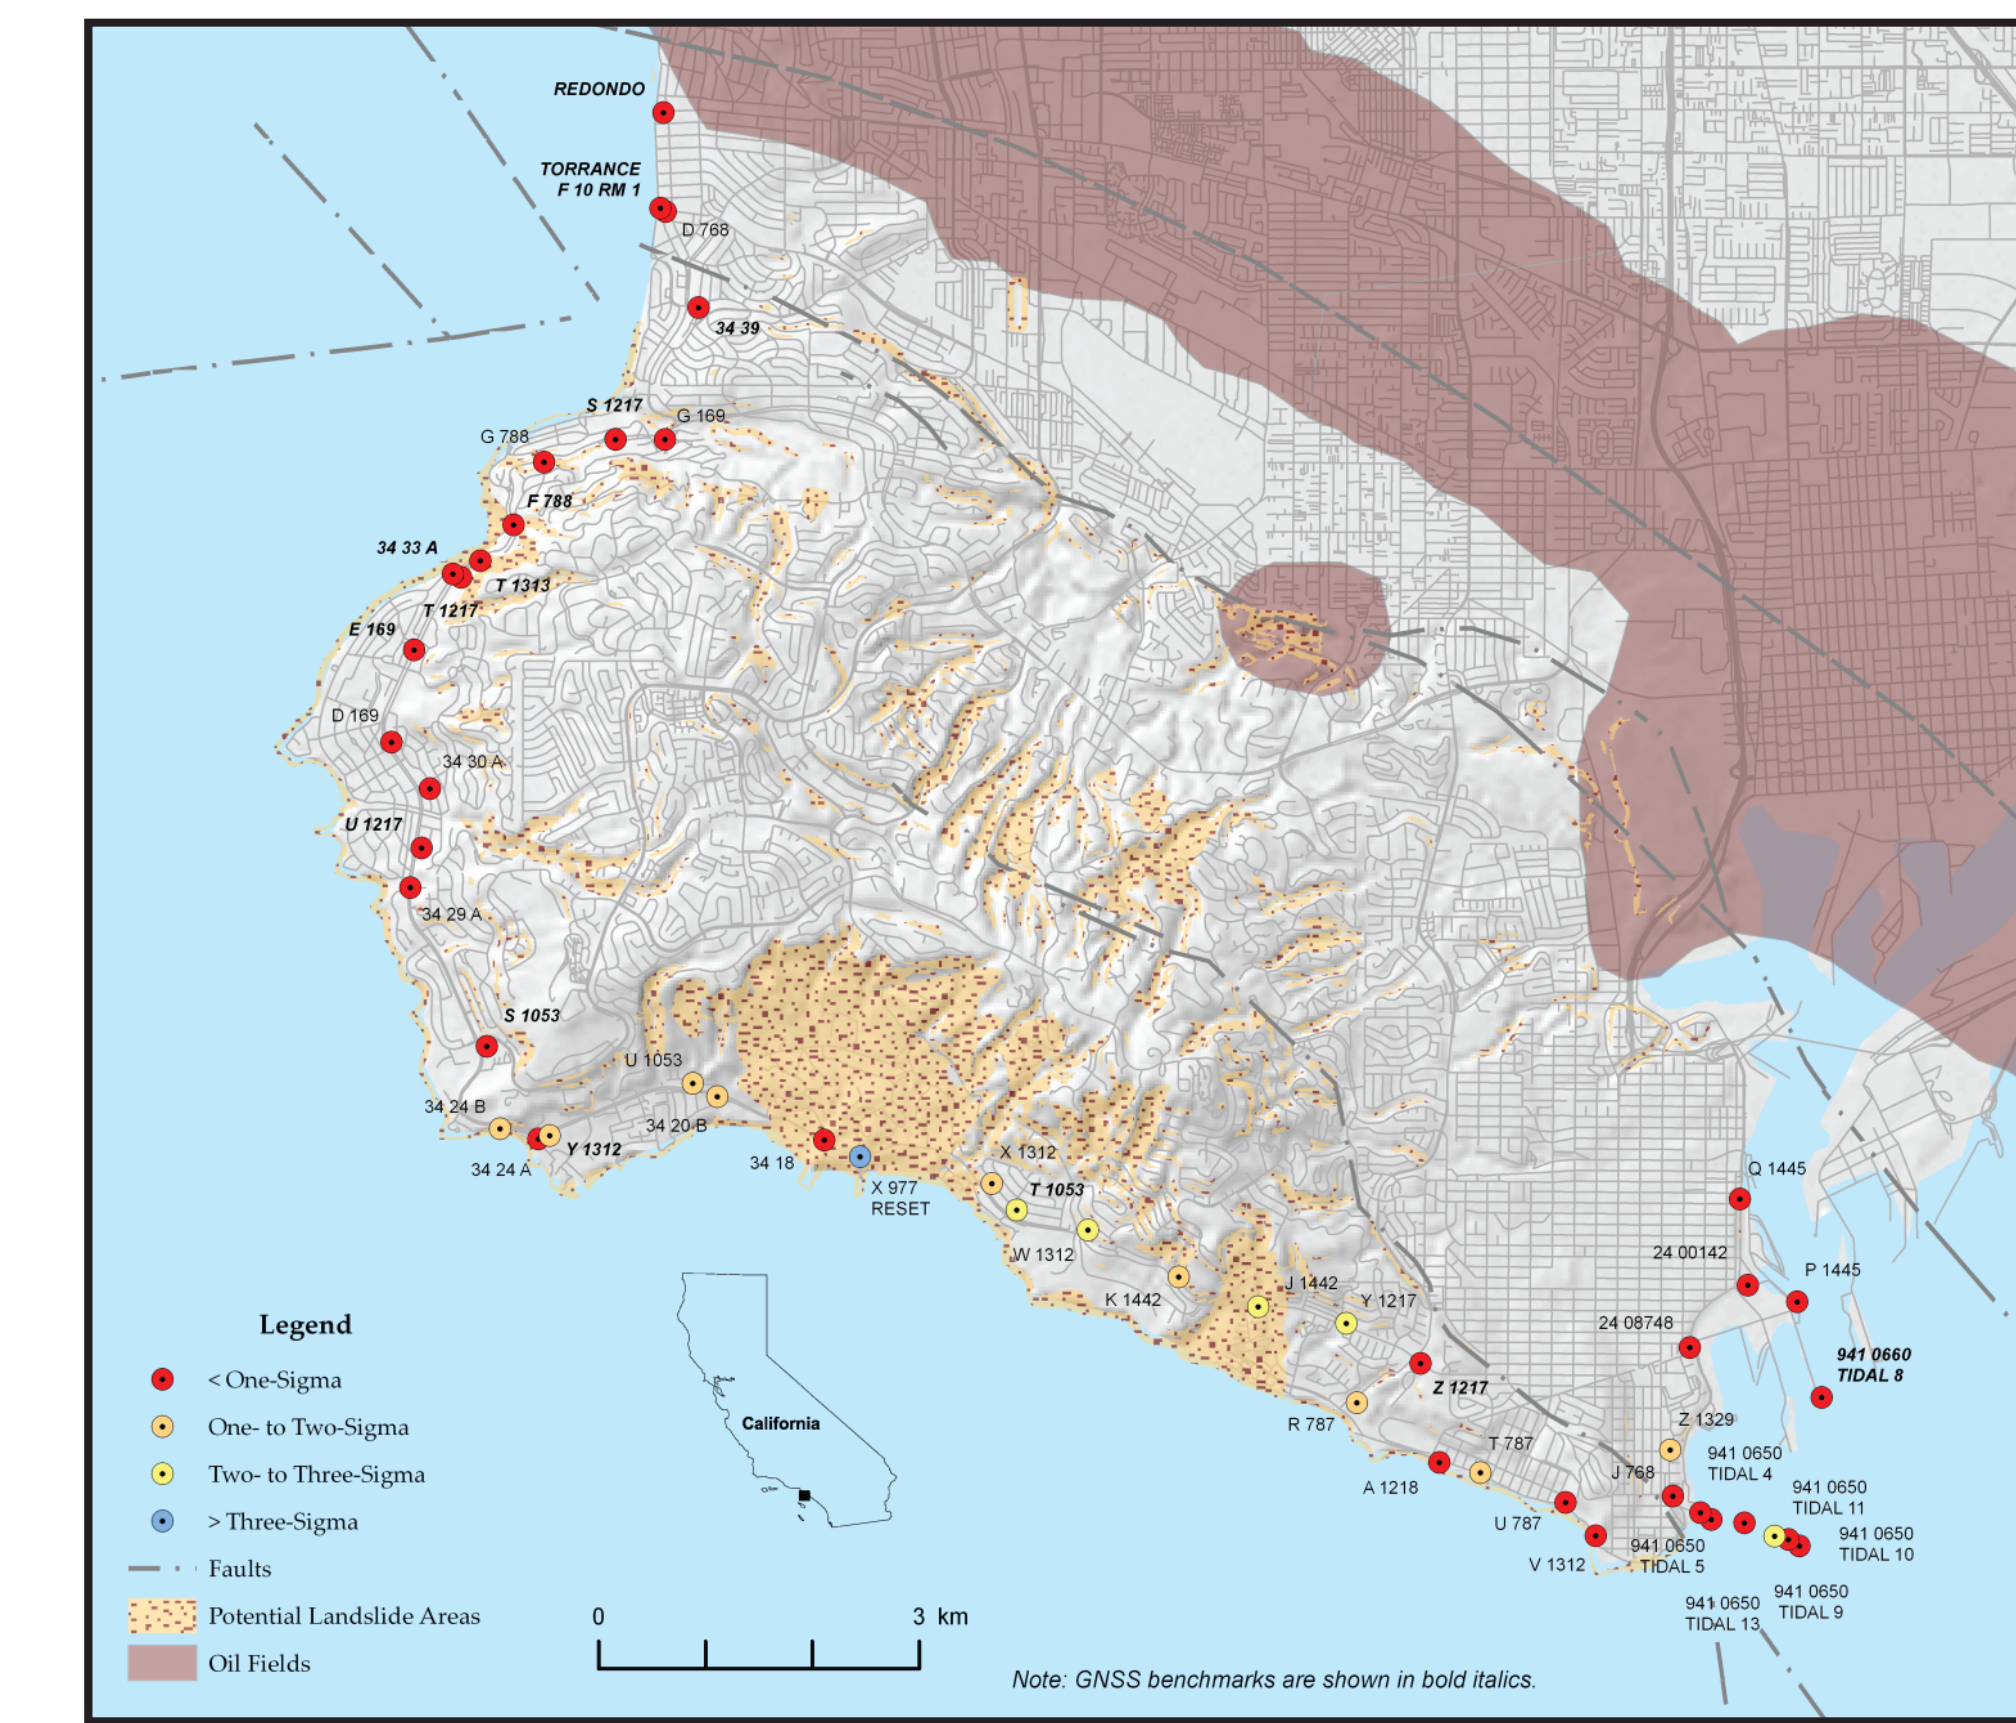 REDONDO
TORRANCE
F 10 RM 1
D 768
34 39
S 1217
G 169
G 788
F 788
34 33 A
T 1313
T 1217
E 169
D 169
34 30 A
U 1217
34 29 A
S 1053
U 1053
34 24 B
34 20 B
Y 1312
34 24 A
34 18
X 977
RESET
X 1312
T 1053
W 1312
K 1442
J 1442
Y 1217
Q 1445
24 00142
P 1445
24 08748
941 0660
TIDAL 8
Z 1217
R 787
Z 1329
T 787
941 0650
TIDAL 4
J 768
A 1218
941 0650
TIDAL 11
U 787
941 0650
TIDAL 10
941 0650
TIDAL 5
V 1312
941 0650
TIDAL 9
941 0650
TIDAL 13
California
Legend
< One-Sigma
One- to Two-Sigma
Two- to Three-Sigma
> Three-Sigma
Faults
Potential Landslide Areas
Oil Fields
0 3 km
Note: GNSS benchmarks are shown in bold italics.